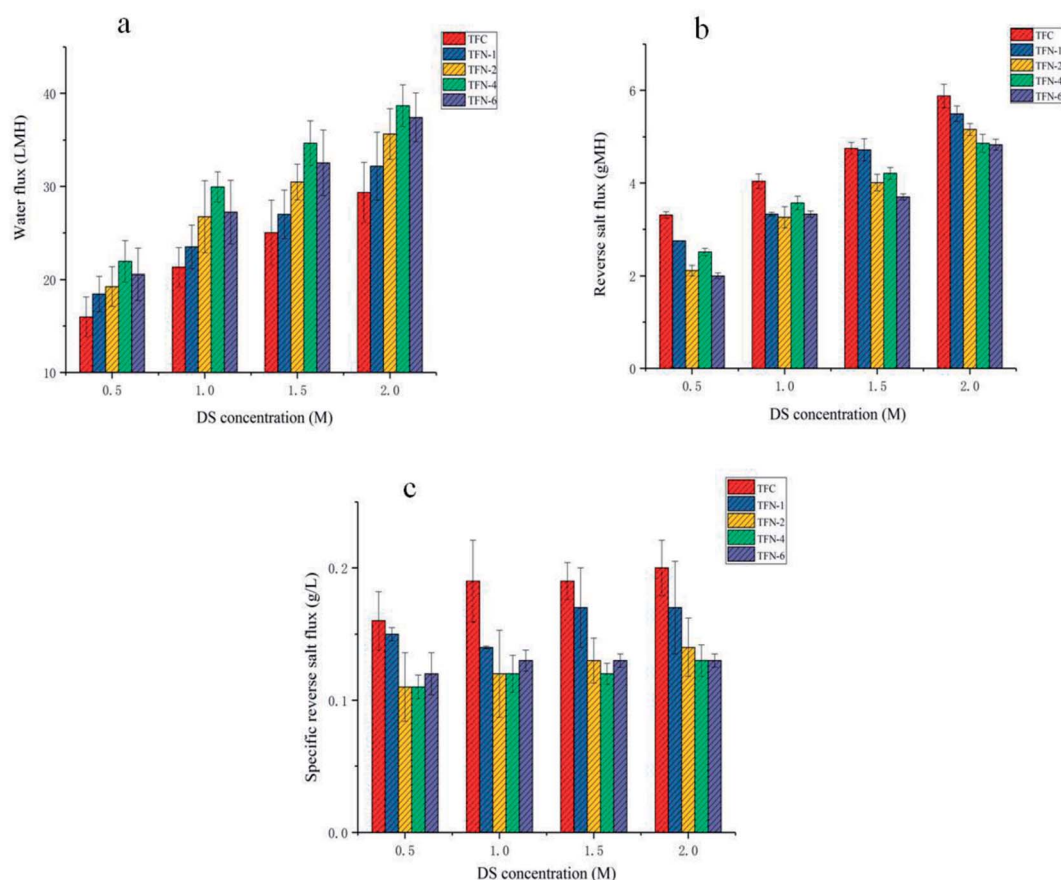 a
TFC
TFN-1
TFN-2
TFN-4
TFN-6
40
30
20
10
Water flux (LMH)
0.5 1.0 1.5 2.0
DS concentration (M)
b
TFC
TFN-1
TFN-2
TFN-4
TFN-6
6
4
2
0
Reverse salt flux (gMH)
0.5 1.0 1.5 2.0
DS concentration (M)
c
TFC
TFN-1
TFN-2
TFN-4
TFN-6
0.2
0.1
0.0
Specific reverse salt flux (g/L)
0.5 1.0 1.5 2.0
DS concentration (M)